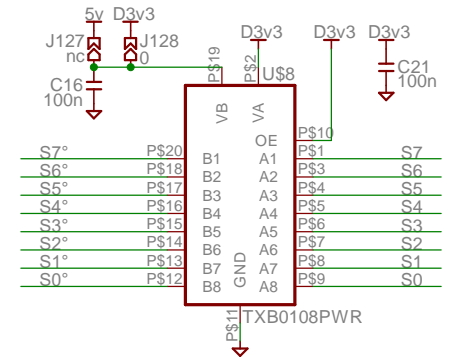 5v D3v3
J127 J128 D3v3 D3v3 D3v3
nc 0
P$19 P$2 U$8
C16 C21
100n 100n
VB VA
OE P$10
S7° P$20 B1 A1 P$1 S7
S6° P$18 B2 A2 P$3 S6
S5° P$17 B3 A3 P$4 S5
S4° P$16 B4 A4 P$5 S4
S3° P$15 B5 A5 P$6 S3
S2° P$14 B6 A6 P$7 S2
S1° P$13 B7 A7 P$8 S1
S0° P$12 B8 A8 P$9 S0
GND
P$11 TXB0108PWR